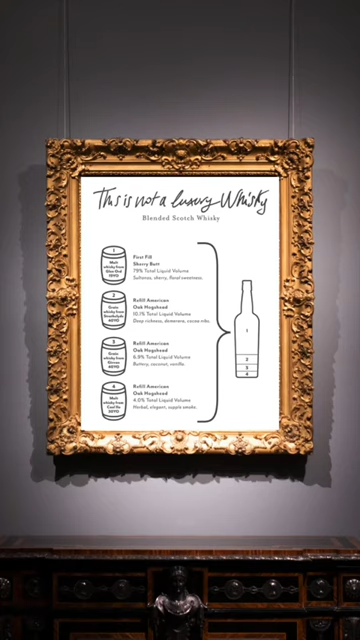 This is not a luxury Whisky
Blended Scotch Whisky
1
Malt
whisky from
Glen Ord
19YO
First Fill
Sherry Butt
79% Total Liquid Volume
Sultanas, sherry, floral sweetness.
2
Grain
whisky from
Strathclyde
40YO
Refill American
Oak Hogshead
10.1% Total Liquid Volume
Deep richness, demerara, cocoa nibs.
3
Grain
whisky from
Girvan
40YO
Refill American
Oak Hogshead
6.9% Total Liquid Volume
Buttery, coconut, vanilla.
4
Malt
whisky from
Caol Ila
30YO
Refill American
Oak Hogshead
4.0% Total Liquid Volume
Herbal, elegant, supple smoke.
1
2
3
4